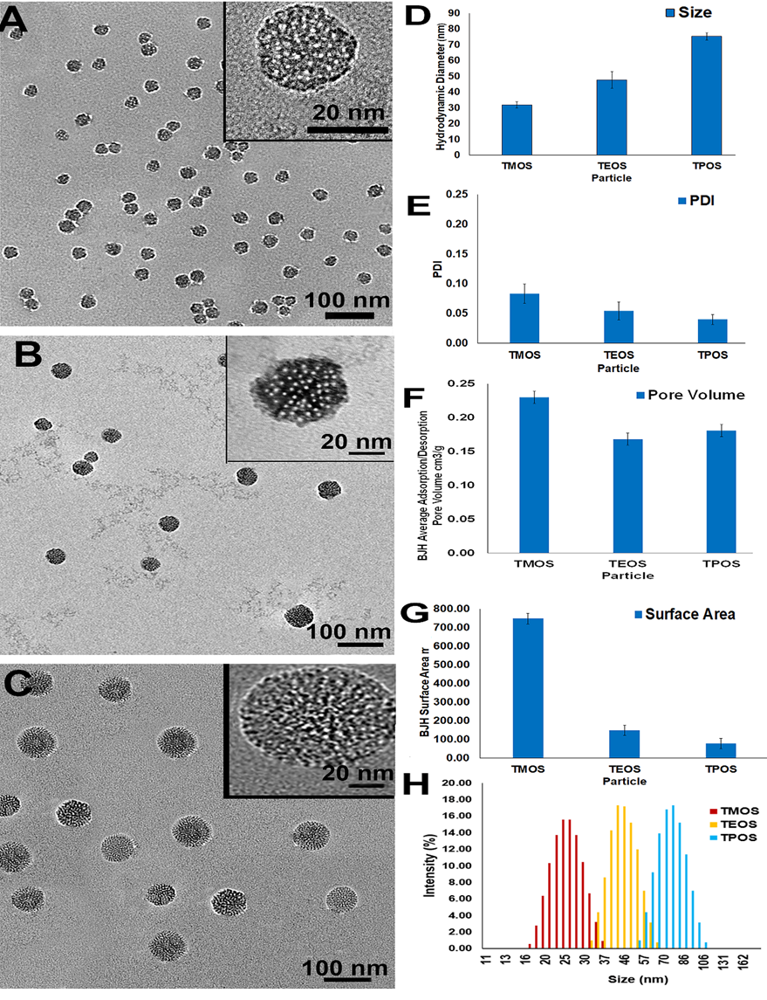 A
20 nm
100 nm
B
20 nm
100 nm
C
20 nm
100 nm
D
Size
Hydrodynamic Diameter (nm)
90
80
70
60
50
40
30
20
10
0
TMOS TEOS TPOS
Particle
E
PDI
PDI
0.25
0.20
0.15
0.10
0.05
0.00
TMOS TEOS TPOS
Particle
F
Pore Volume
BJH Average Adsorption/Desorption
Pore Volume cm3/g
0.25
0.20
0.15
0.10
0.05
0.00
TMOS TEOS TPOS
Particle
G
Surface Area
BJH Surface Area
800.00
700.00
600.00
500.00
400.00
300.00
200.00
100.00
0.00
TMOS TEOS TPOS
Particle
H
TMOS
TEOS
TPOS
Intensity (%)
20.00
18.00
16.00
14.00
12.00
10.00
8.00
6.00
4.00
2.00
0.00
11 13 16 20 25 30 37 46 57 70 86 106 131 162
Size (nm)